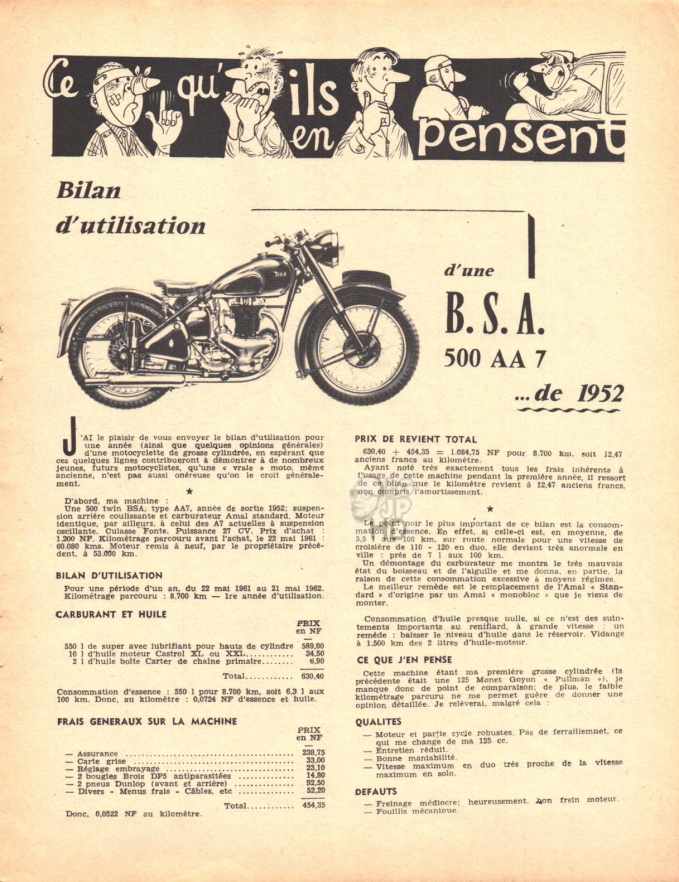 Ce qu' ils en pensent
Bilan
d'utilisation
d'une
B. S. A.
500 AA 7
...de 1952
J'AI le plaisir de vous envoyer le bilan d'utilisation pour
une année (ainsi que quelques opinions générales)
d'une motocyclette de grosse cylindrée, en espérant que
ces quelques lignes contribueront à démontrer à de nombreux
jeunes, futurs motocyclistes, qu'une « vraie » moto, même
ancienne, n'est pas aussi onéreuse qu'on le croit générale-
ment.
★
D'abord, ma machine :
Une 500 twin BSA, type AA7, année de sortie 1952; suspen-
sion arrière coulissante et carburateur Amal standard. Moteur
identique, par ailleurs, à celui des A7 actuelles à suspension
oscillante. Culasse Fonte. Puissance 27 CV. Prix d'achat :
1.200 NF. Kilométrage parcouru avant l'achat, le 22 mai 1961 :
60.080 kms. Moteur remis à neuf, par le propriétaire précé-
dent, à 53.000 km.
BILAN D'UTILISATION
Pour une période d'un an, du 22 mai 1961 au 21 mai 1962.
Kilométrage parcouru : 8.700 km — 1re année d'utilisation.
CARBURANT ET HUILE
PRIX
en NF
550 l de super avec lubrifiant pour hauts de cylindre 589,00
16 l d'huile moteur Castrol XL ou XXL........... 34,50
2 l d'huile boîte Carter de chaîne primaire....... 6,90
Total........... 630,40
Consommation d'essence : 550 l pour 8.700 km, soit 6,3 l aux
100 km. Donc, au kilomètre : 0,0724 NF d'essence et huile.
FRAIS GENERAUX SUR LA MACHINE
PRIX
en NF
— Assurance ........................................ 238,75
— Carte grise ........................................ 33,00
— Réglage embrayage ............................. 23,10
— 2 bougies Brois DP5 antiparasitées ............. 14,80
— 2 pneus Dunlop (avant et arrière) ............. 92,50
— Divers - Menus frais - Câbles, etc ............. 52,20
Total........... 454,35
Donc, 0,0522 NF au kilomètre.
PRIX DE REVIENT TOTAL
630,40 + 454,35 = 1.084,75 NF pour 8.700 km, soit 12,47
anciens francs au kilomètre.
Ayant noté très exactement tous les frais inhérents à
l'usage de cette machine pendant la première année, il ressort
de ce bilan que le kilomètre revient à 12,47 anciens francs,
non compris l'amortissement.
★
Le point noir le plus important de ce bilan est la consom-
mation d'essence. En effet, si celle-ci est, en moyenne, de
5,5 l aux 100 km, sur route normale pour une vitesse de
croisière de 110 - 120 en duo, elle devient très anormale en
ville : près de 7 l aux 100 km.
Un démontage du carburateur me montra le très mauvais
état du boisseau et de l'aiguille et me donna, en partie, la
raison de cette consommation excessive à moyens régimes.
Le meilleur remède est le remplacement de l'Amal « Stan-
dard » d'origine par un Amal « monobloc » que je viens de
monter.
Consommation d'huile presque nulle, si ce n'est des suin-
tements importants au reniflard, à grande vitesse : un
remède : baisser le niveau d'huile dans le réservoir. Vidange
à 1.500 km des 2 litres d'huile-moteur.
CE QUE J'EN PENSE
Cette machine étant ma première grosse cylindrée (la
précédente était une 125 Monet Goyon « Pullman »), je
manque donc de point de comparaison; de plus, le faible
kilométrage parcouru ne me permet guère de donner une
opinion détaillée. Je relèverai, malgré cela :
QUALITES
— Moteur et partie cycle robustes. Pas de ferraillemnet, ce
qui me change de ma 125 cc.
— Entretien réduit.
— Bonne maniabilité.
— Vitesse maximum en duo très proche de la vitesse
maximum en solo.
DEFAUTS
— Freinage médiocre; heureusement, bon frein moteur.
— Fouillis mécanique.